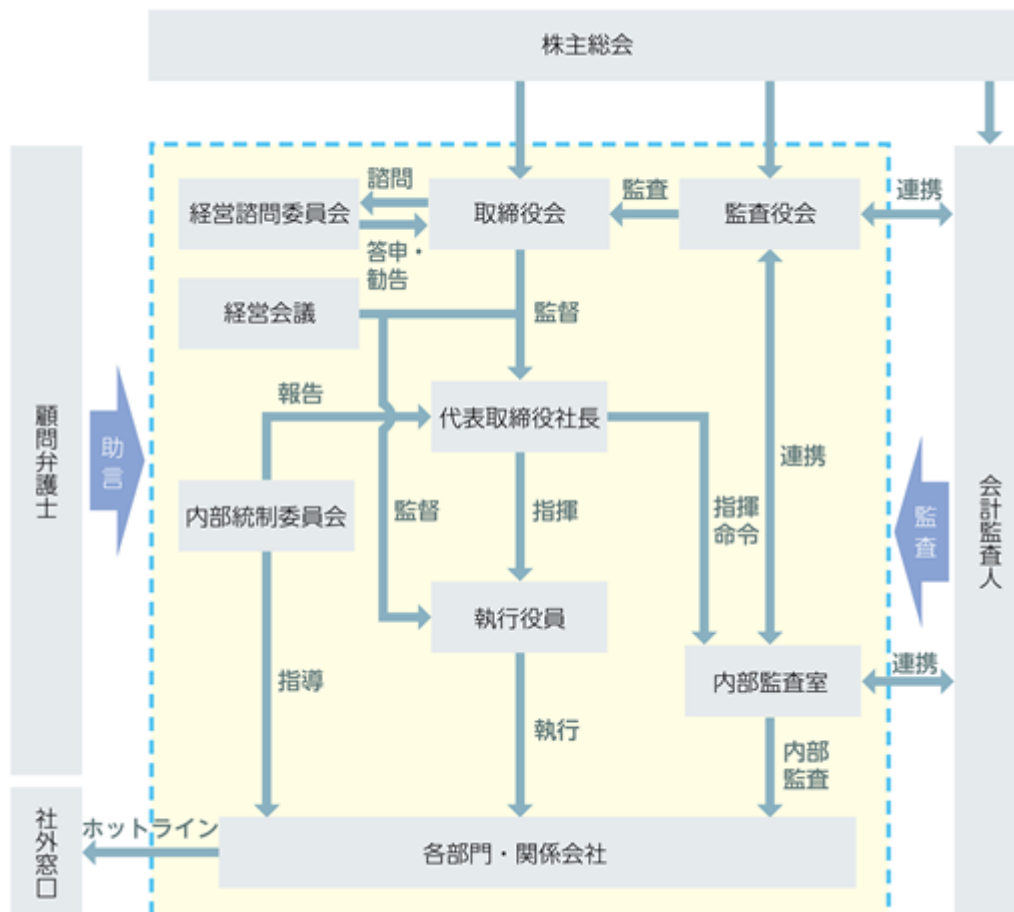 株主総会
諮問
経営諮問委員会
取締役会
監査
監査役会
連携
答申・
勧告
経営会議
監督
報告
代表取締役社長
顧問弁護士
助言
内部統制委員会
監督
指揮
指揮
命令
連携
監査
会計監査人
執行役員
指導
内部監査室
連携
執行
内部
監査
社外窓口
ホットライン
各部門・関係会社